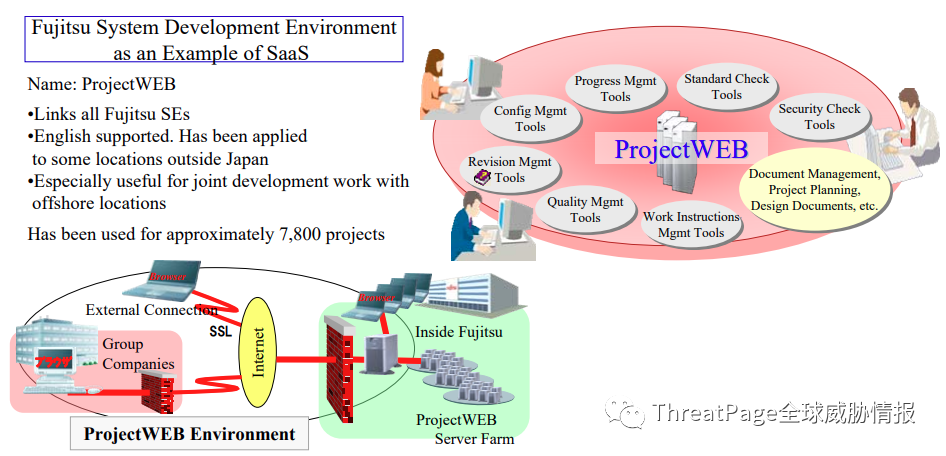 Fujitsu System Development Environment
as an Example of SaaS
Name: ProjectWEB
•Links all Fujitsu SEs
•English supported. Has been applied
to some locations outside Japan
•Especially useful for joint development work with
offshore locations
Has been used for approximately 7,800 projects
Progress Mgmt
Tools
Standard Check
Tools
Config Mgmt
Tools
Security Check
Tools
ProjectWEB
Revision Mgmt
Tools
Document Management,
Project Planning,
Design Documents, etc.
Quality Mgmt
Tools
Work Instructions
Mgmt Tools
Browser
External Connection
SSL
Internet
Browser
Inside Fujitsu
Group
Companies
ProjectWEB
Server Farm
ProjectWEB Environment
ThreatPage全球威胁情报